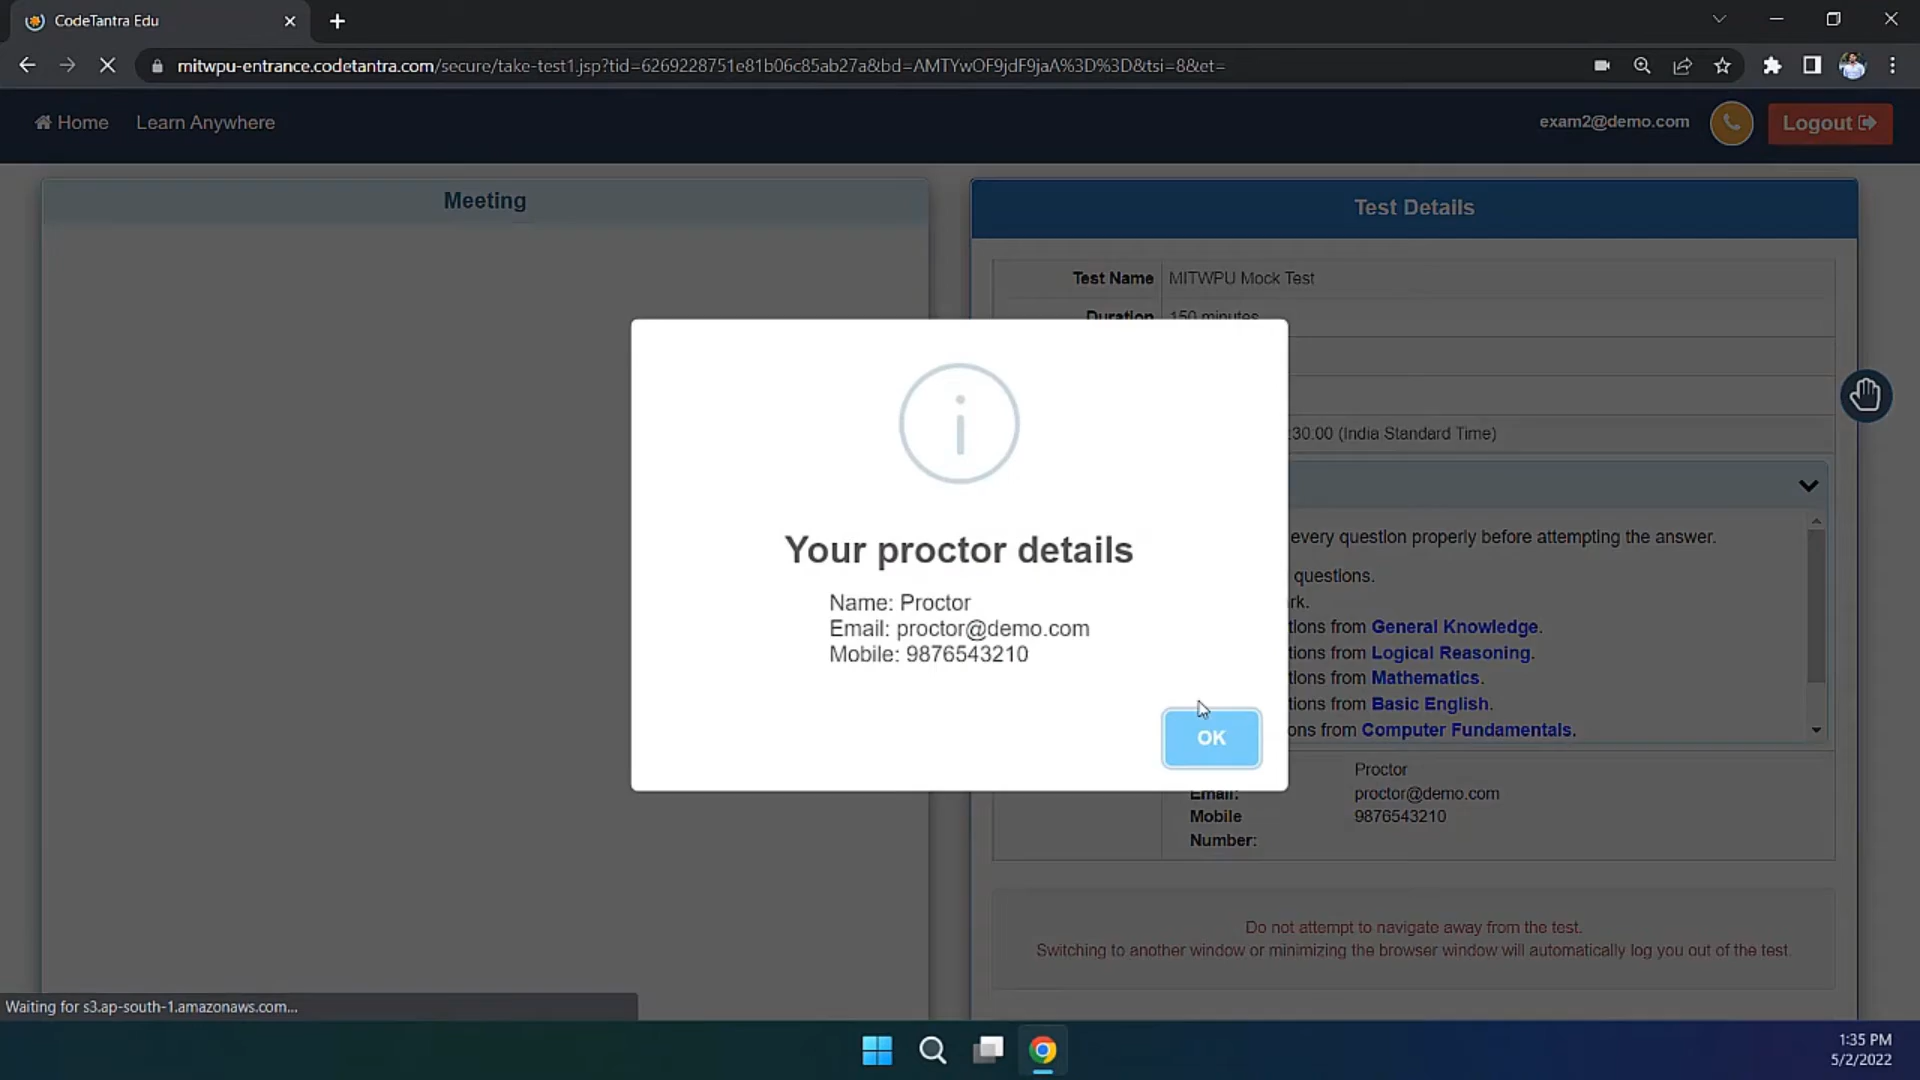 CodeTantra Edu
mitwpu-entrance.codetantra.com/secure/take-test1.jsp?tid=6269228751e81b06c85ab27a&bd=AMTYwOF9jdF9jaA%3D%3D&tsi=8&et=
Home Learn Anywhere
exam2@demo.com
Logout
Meeting
Test Details
Test Name MITWPU Mock Test
Duration 150 minutes
:30.00 (India Standard Time)
every question properly before attempting the answer.
questions.
rk.
tions from General Knowledge.
tions from Logical Reasoning.
tions from Mathematics.
tions from Basic English.
ons from Computer Fundamentals.
Your proctor details
Name: Proctor
Email: proctor@demo.com
Mobile: 9876543210
OK
Proctor
Email: proctor@demo.com
Mobile 9876543210
Number:
Do not attempt to navigate away from the test.
Switching to another window or minimizing the browser window will automatically log you out of the test.
Waiting for s3.ap-south-1.amazonaws.com...
1:35 PM
5/2/2022